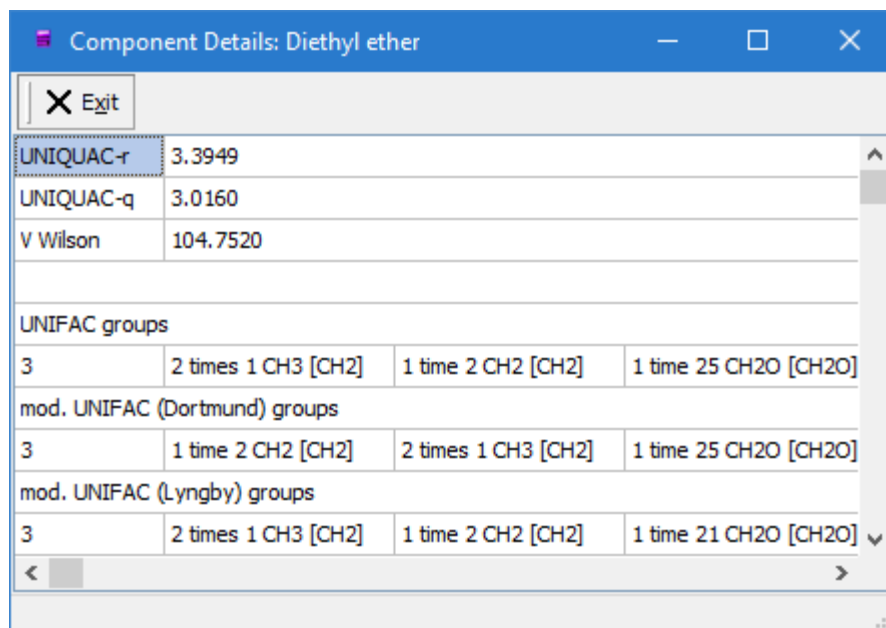 Component Details: Diethyl ether
Exit
UNIQUAC-r 3.3949
UNIQUAC-q 3.0160
V Wilson 104.7520
UNIFAC groups
3 2 times 1 CH3 [CH2] 1 time 2 CH2 [CH2] 1 time 25 CH2O [CH2O]
mod. UNIFAC (Dortmund) groups
3 1 time 2 CH2 [CH2] 2 times 1 CH3 [CH2] 1 time 25 CH2O [CH2O]
mod. UNIFAC (Lyngby) groups
3 2 times 1 CH3 [CH2] 1 time 2 CH2 [CH2] 1 time 21 CH2O [CH2O]